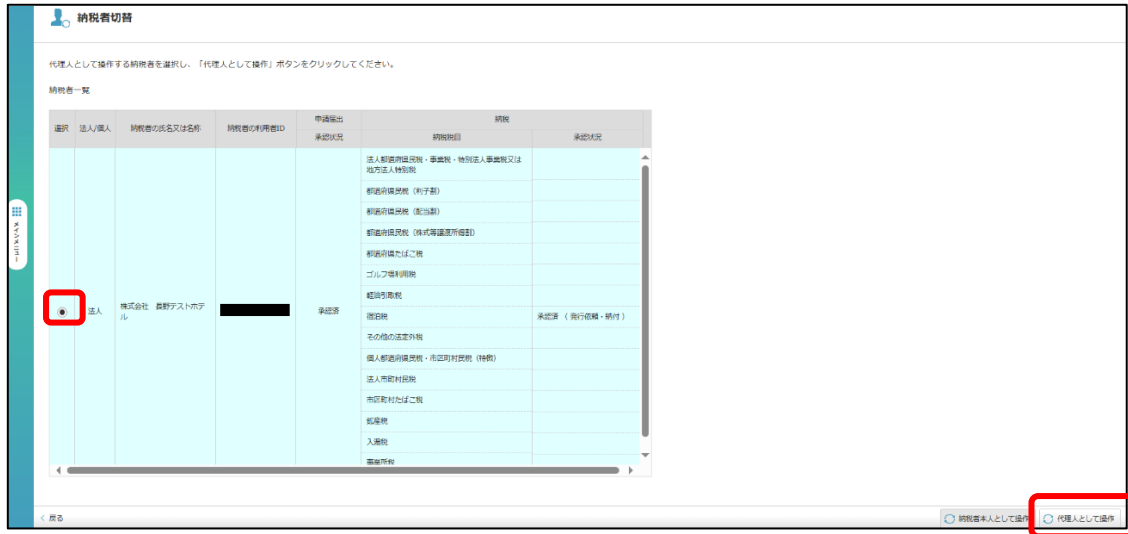 納税者切替
代理人として操作する納税者を選択し、「代理人として操作」ボタンをクリックしてください。
納税者一覧
選択 法人/個人 納税者の氏名又は名称 納税者の利用者ID 申請届出 納税
承認状況 納税税目 承認状況
法人都道府県民税・事業税・特別法人事業税又は
地方法人特別税
都道府県民税（利子割）
都道府県民税（配当割）
都道府県民税（株式等譲渡所得割）
都道府県たばこ税
ゴルフ場利用税
軽油引取税
法人 株式会社　長野テストホテ
ル
承認済 宿泊税 承認済 （ 発行依頼・納付 ）
その他の法定外税
個人都道府県民税・市区町村民税（特徴）
法人市町村民税
市区町村たばこ税
鉱産税
入湯税
事業所税
メインメニュー
< 戻る 納税者本人として操作 代理人として操作